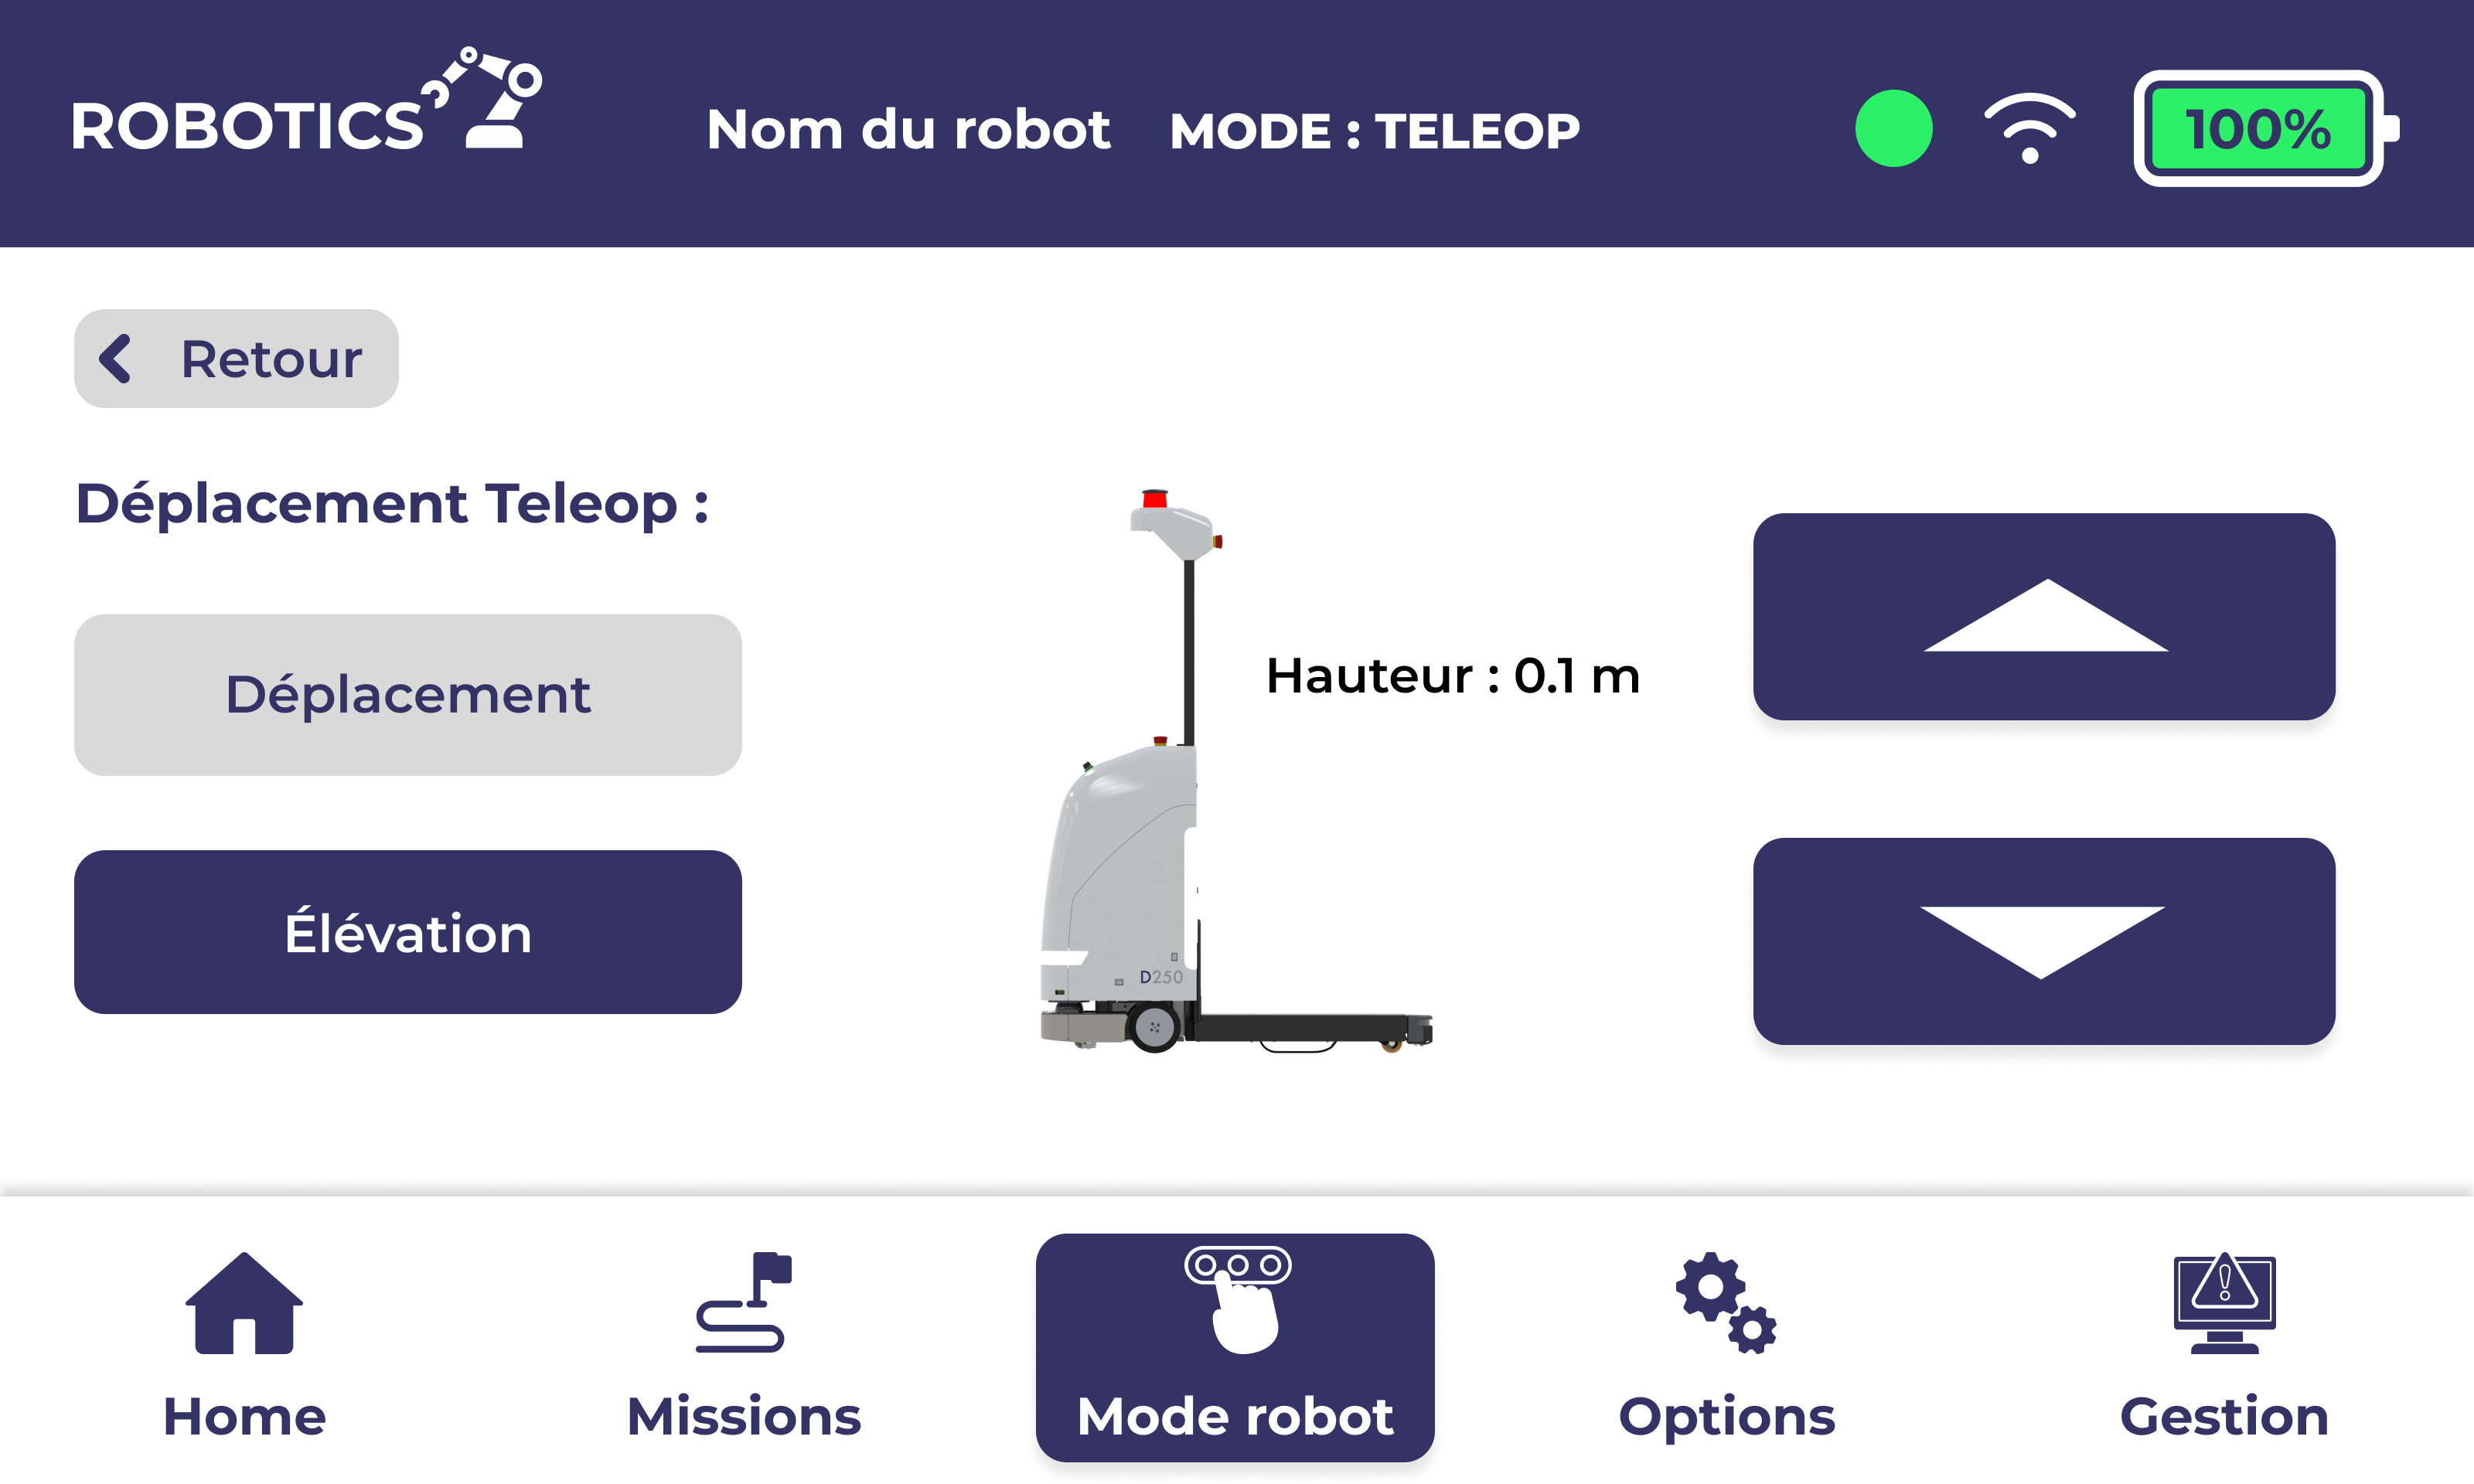 ROBOTICS
Nom du robot MODE : TELEOP
100%
Retour
Déplacement Teleop :
Déplacement
Élévation
Hauteur : 0.1 m
D250
Home
Missions
Mode robot
Options
Gestion